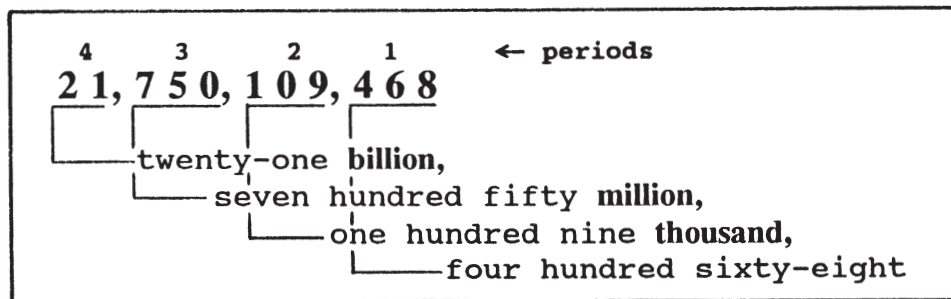 4 3 2 1 ← periods
21,750,109,468
twenty-one billion,
seven hundred fifty million,
one hundred nine thousand,
four hundred sixty-eight